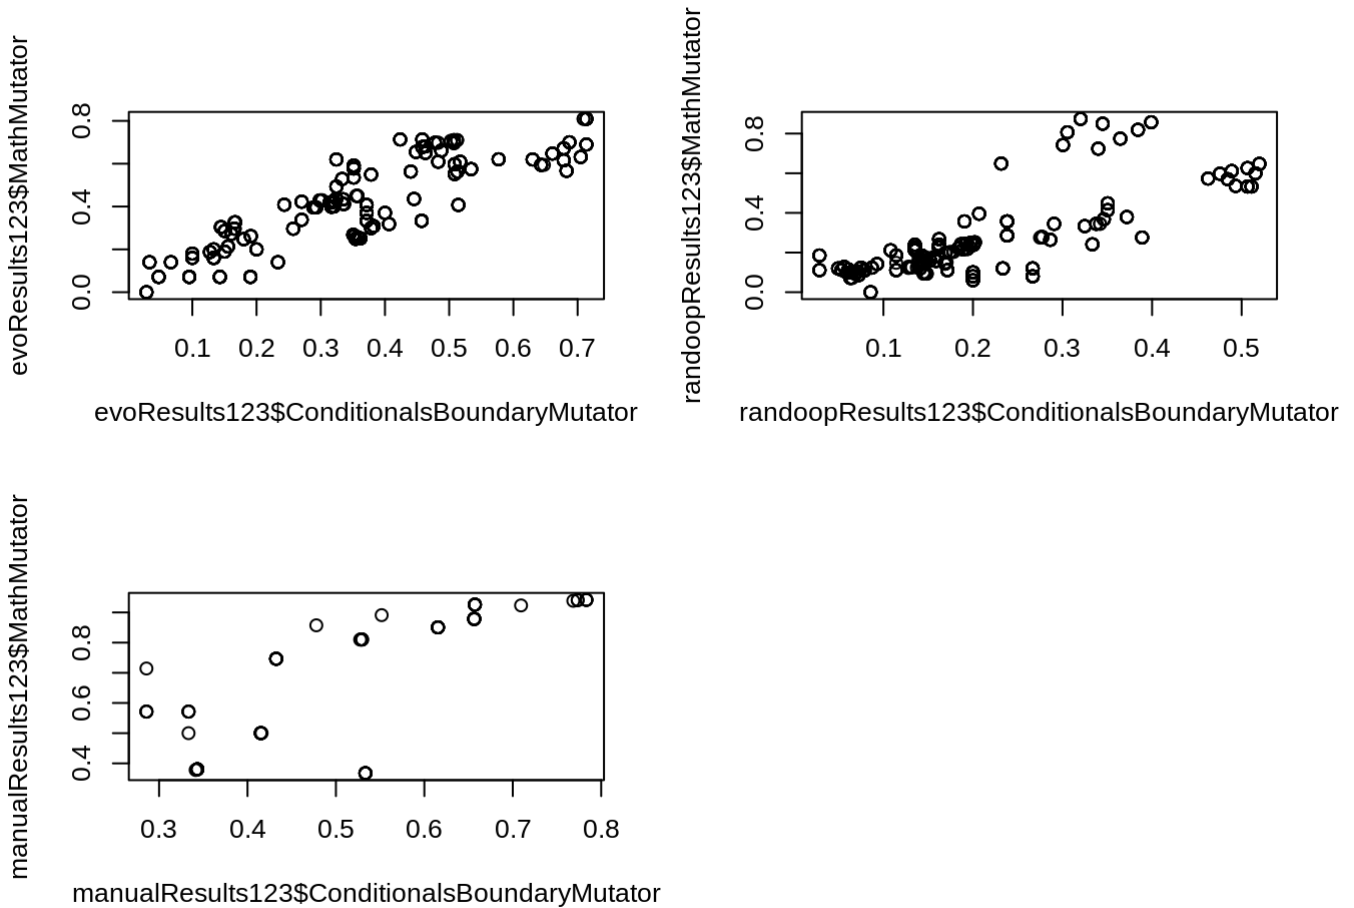 evoResults123$MathMutator
0.8
0.4
0.0
0.1 0.2 0.3 0.4 0.5 0.6 0.7
evoResults123$ConditionalsBoundaryMutator
randoopResults123$MathMutator
0.8
0.4
0.0
0.1 0.2 0.3 0.4 0.5
randoopResults123$ConditionalsBoundaryMutator
manualResults123$MathMutator
0.8
0.6
0.4
0.3 0.4 0.5 0.6 0.7 0.8
manualResults123$ConditionalsBoundaryMutator